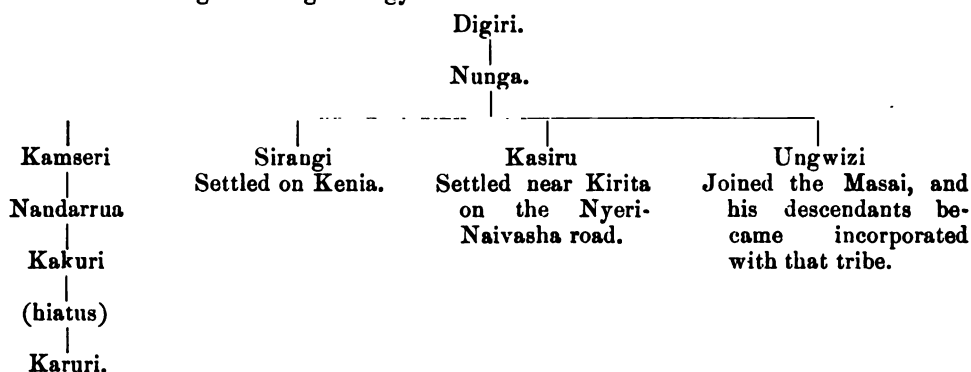 Digiri.
Nunga.
Kamseri
Nandarrua
Kakuri
(hiatus)
Karuri.
Sirangi
Settled on Kenia.
Kasiru
Settled near Kirita
on the Nyeri-
Naivasha road.
Ungwizi
Joined the Masai, and
his descendants be-
came incorporated
with that tribe.